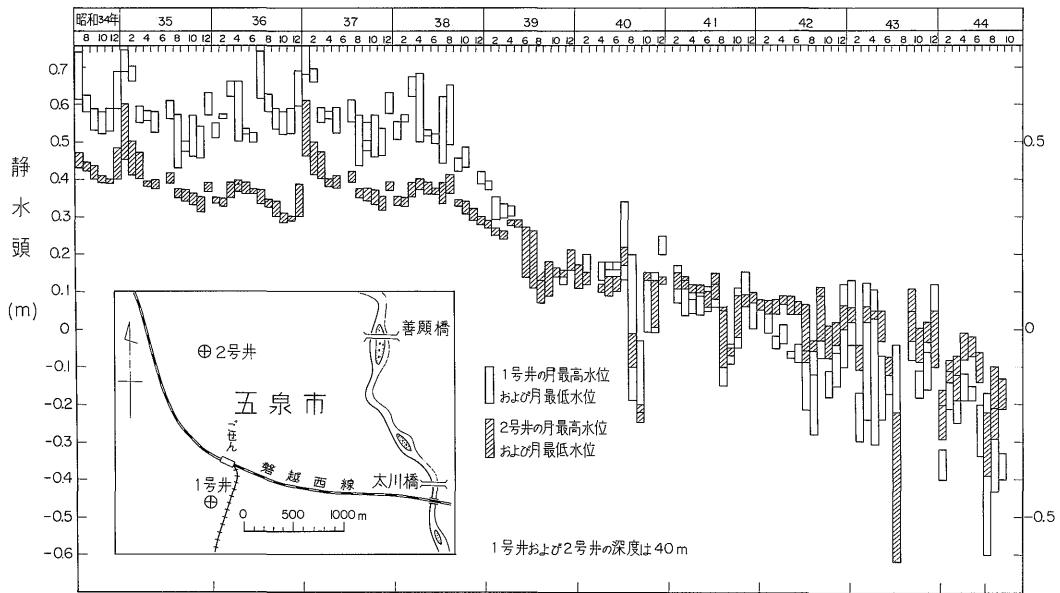 昭和34年 35 36 37 38 39 40 41 42 43 44
8 10 12 2 4 6 8 10 12 2 4 6 8 10 12 2 4 6 8 10 12 2 4 6 8 10 12 2 4 6 8 10 12 2 4 6 8 10 12 2 4 6 8 10 12 2 4 6 8 10 12 2 4 6 8 10 12 2 4 6 8 10
0.7
0.6
0.5
0.4
0.3
0.2
0.1
0
-0.1
-0.2
-0.3
-0.4
-0.5
-0.6
静水頭
(m)
0.5
0
-0.5
善願橋
2号井
五泉市
ごせん
磐越西線
太川橋
1号井
0 500 1000m
1号井の月最高水位
および月最低水位
2号井の月最高水位
および月最低水位
1号井および2号井の深度は40m